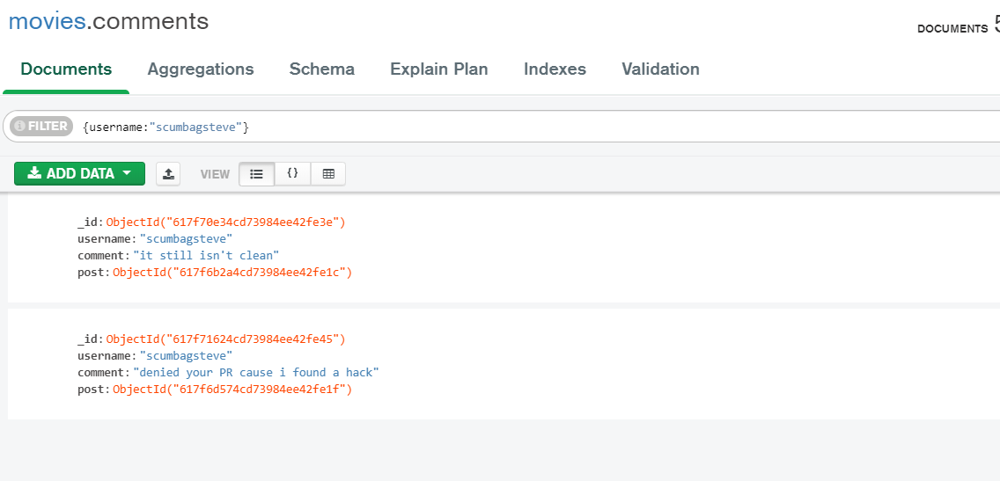 movies.comments
DOCUMENTS
Documents Aggregations Schema Explain Plan Indexes Validation
FILTER {username:"scumbagsteve"}
ADD DATA VIEW {}
_id: ObjectId("617f70e34cd73984ee42fe3e")
username: "scumbagsteve"
comment: "it still isn't clean"
post: ObjectId("617f6b2a4cd73984ee42fe1c")
_id: ObjectId("617f71624cd73984ee42fe45")
username: "scumbagsteve"
comment: "denied your PR cause i found a hack"
post: ObjectId("617f6d574cd73984ee42fe1f")